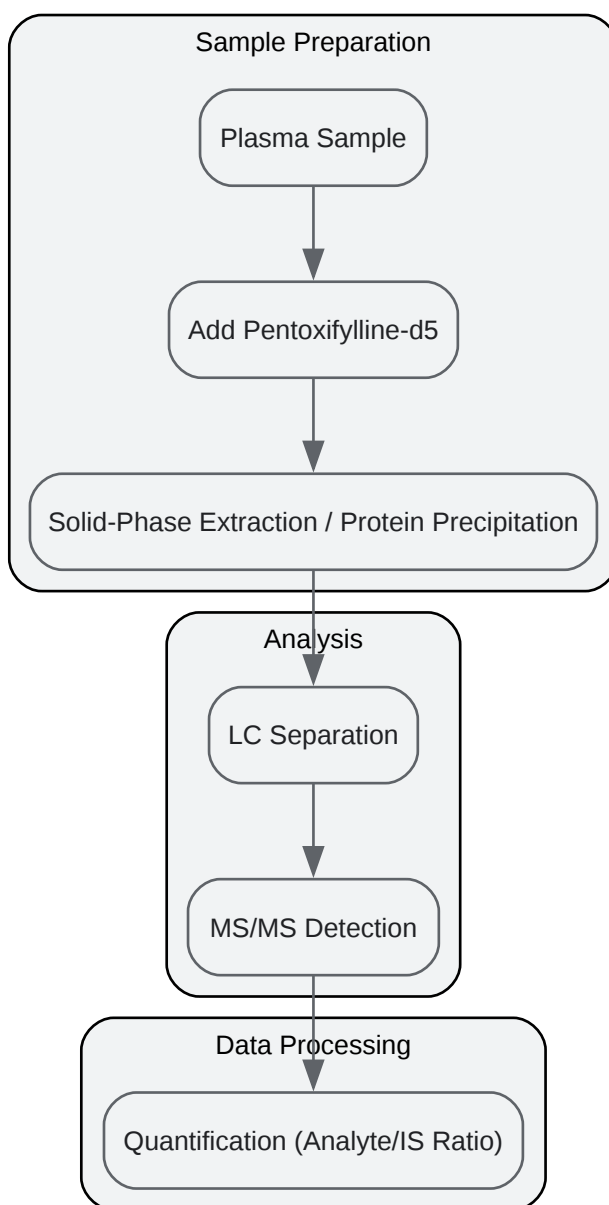 Sample Preparation
Plasma Sample
Add Pentoxifylline-d5
Solid-Phase Extraction / Protein Precipitation
Analysis
LC Separation
MS/MS Detection
Data Processing
Quantification (Analyte/IS Ratio)